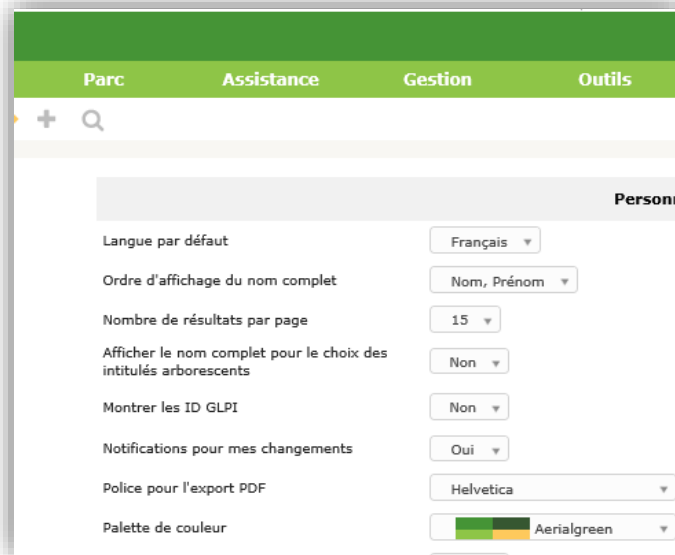 Parc Assistance Gestion Outils
Personn
Langue par défaut Français
Ordre d'affichage du nom complet Nom, Prénom
Nombre de résultats par page 15
Afficher le nom complet pour le choix des
intitulés arborescents Non
Montrer les ID GLPI Non
Notifications pour mes changements Oui
Police pour l'export PDF Helvetica
Palette de couleur Aerialgreen